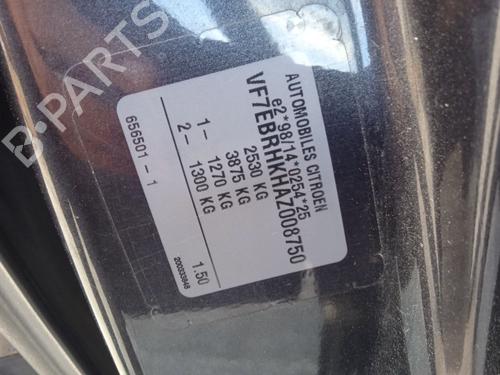 B-PARTS
AUTOMOBILES CITROEN
e2*98/14*0254*25
VF7EBRHKHAZ008750
2530 KG
3875 KG
1- 1270 KG
2- 1300 KG
656501-1
1.50
200333848